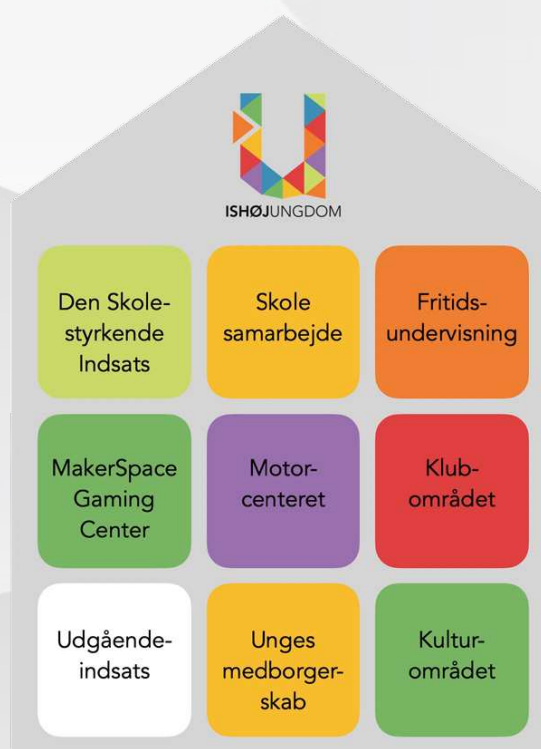 ISHØJUNGDOM
Den Skole-
styrkende
Indsats
Skole
samarbejde
Fritids-
undervisning
MakerSpace
Gaming
Center
Motor-
centeret
Klub-
området
Udgående-
indsats
Unges
medborger-
skab
Kultur-
området